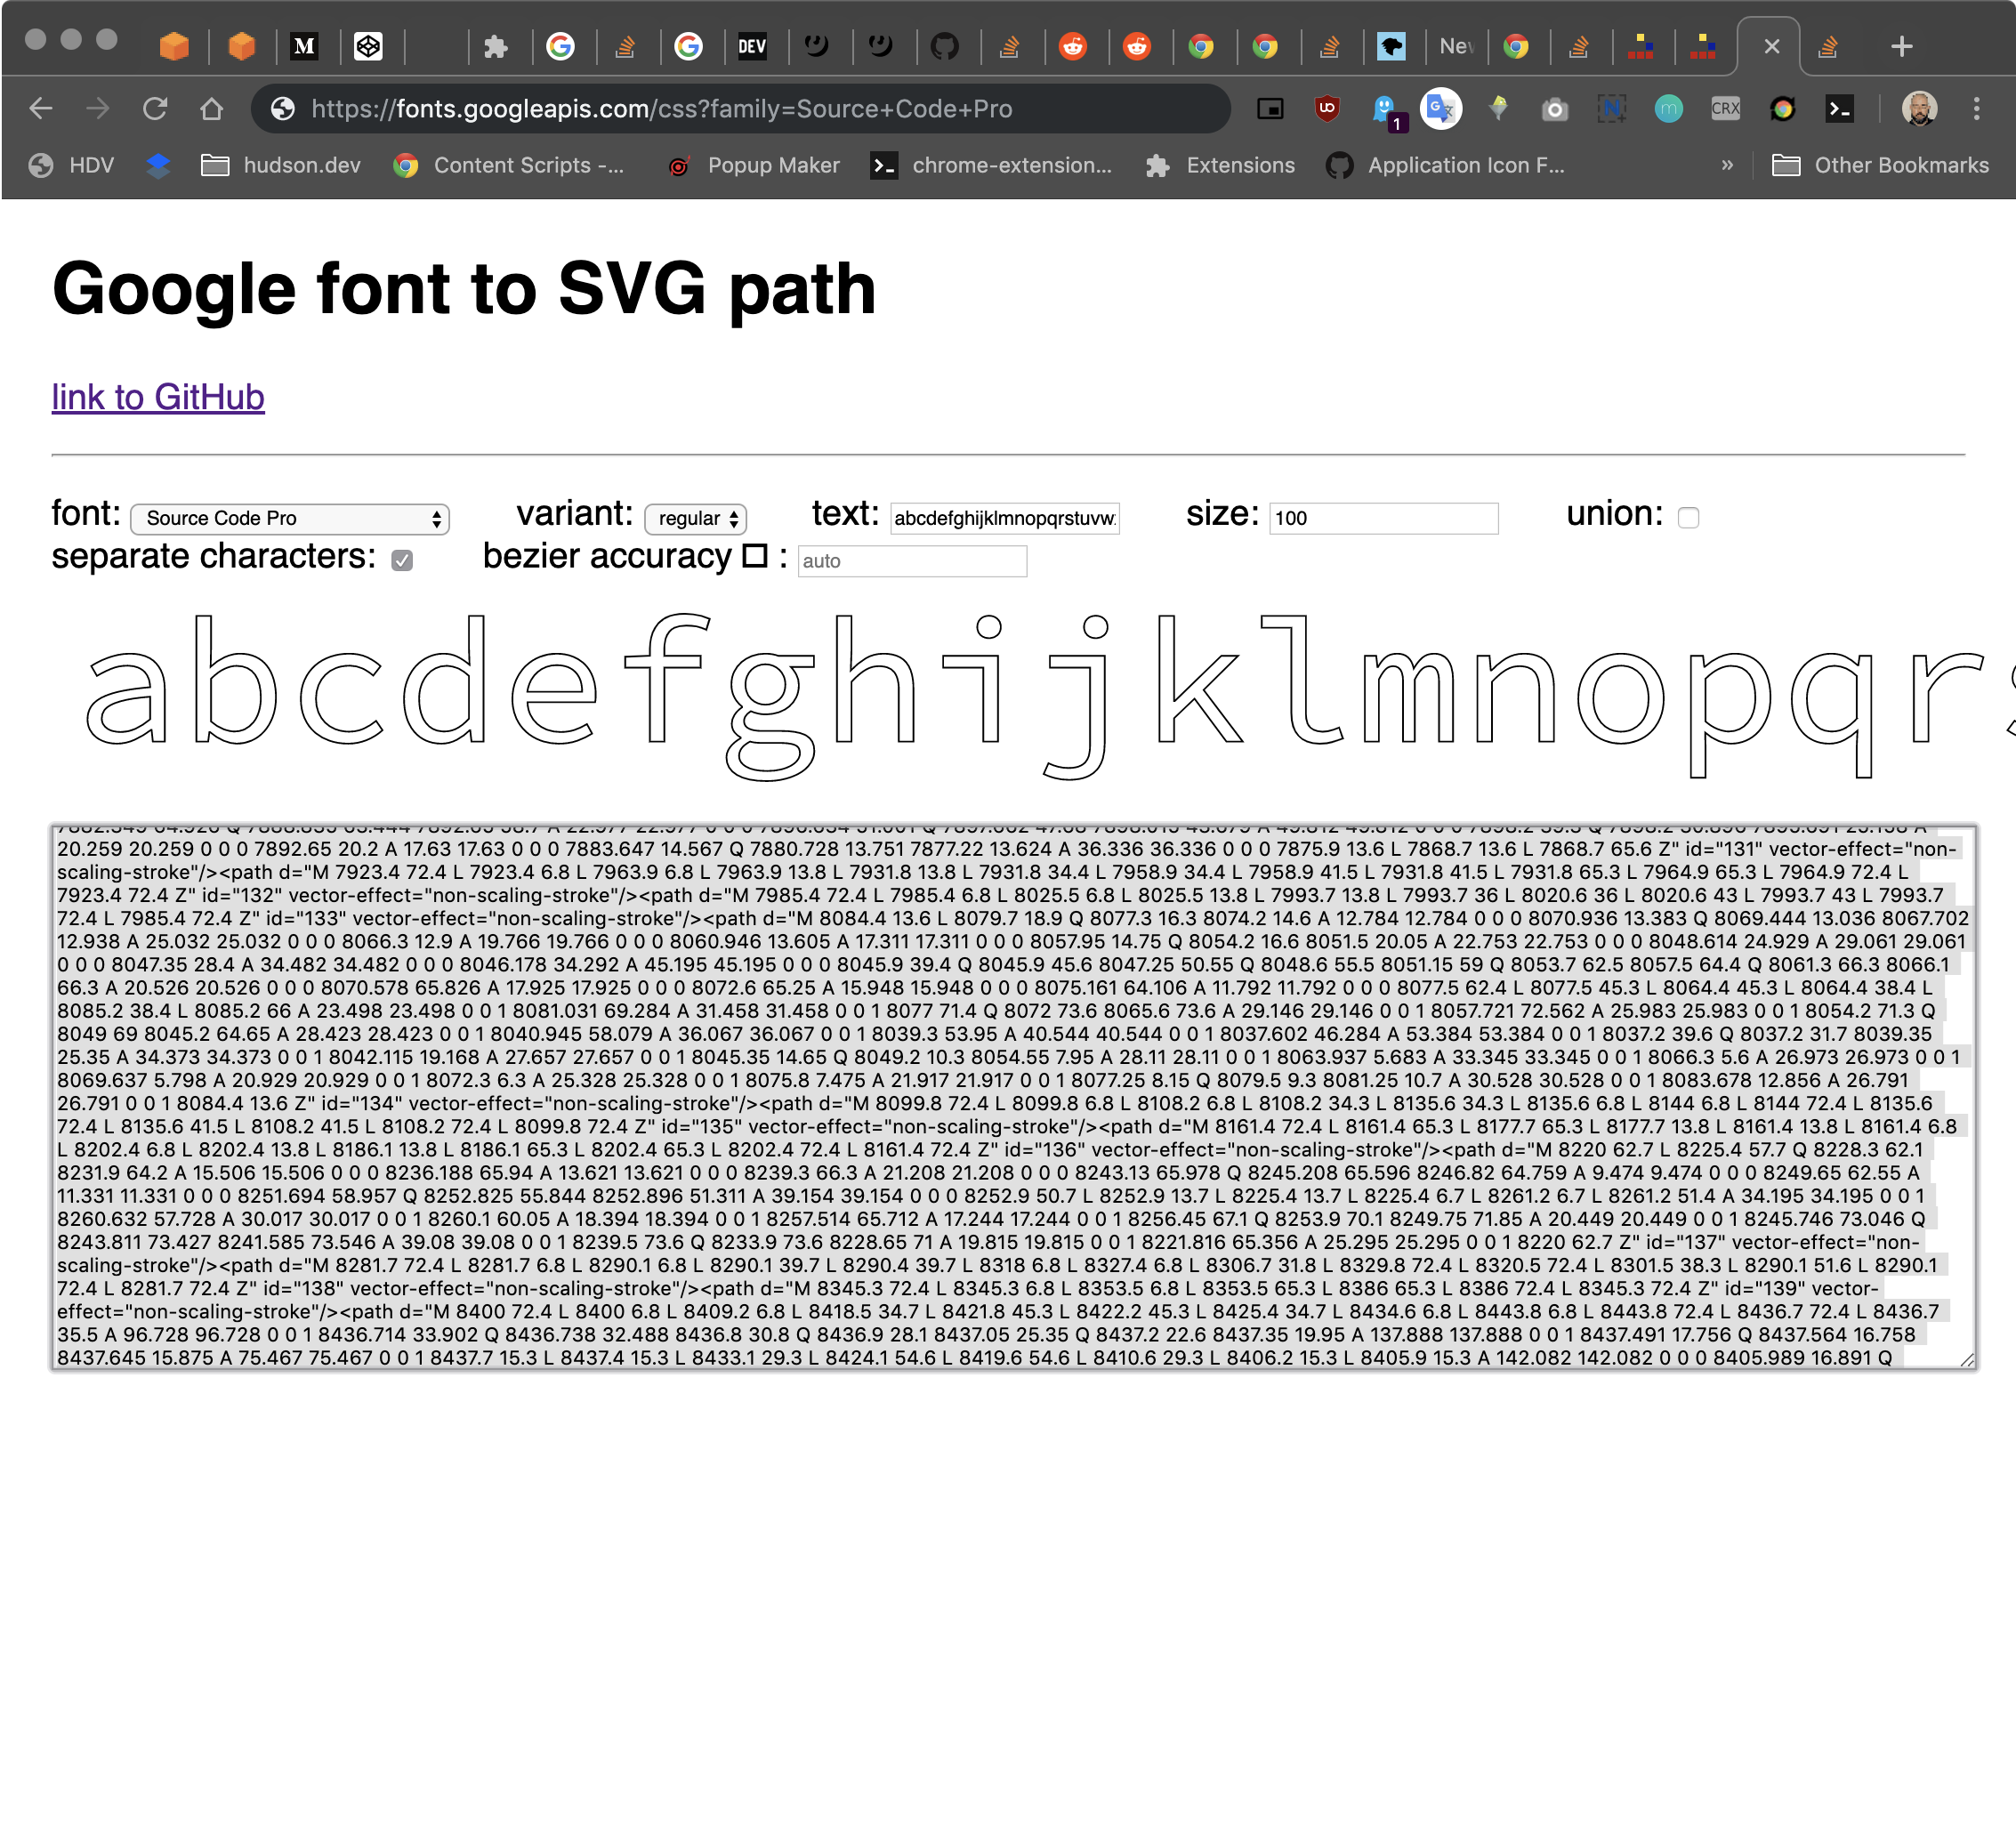 M DEV Nev
https://fonts.googleapis.com/css?family=Source+Code+Pro 1 CRX
HDV hudson.dev Content Scripts -... Popup Maker chrome-extension... Extensions Application Icon F... » Other Bookmarks
Google font to SVG path
link to GitHub
font: Source Code Pro variant: regular text: abcdefghijklmnopqrstuvw size: 100 union:
separate characters: bezier accuracy : auto
abcdefghijklmnopqrs
20.259 20.259 0 0 0 7892.65 20.2 A 17.63 17.63 0 0 0 7883.647 14.567 Q 7880.728 13.751 7877.22 13.624 A 36.336 36.336 0 0 0 7875.9 13.6 L 7868.7 13.6 L 7868.7 65.6 Z" id="131" vector-effect="non-
scaling-stroke"/><path d="M 7923.4 72.4 L 7923.4 6.8 L 7963.9 6.8 L 7963.9 13.8 L 7931.8 13.8 L 7931.8 34.4 L 7958.9 34.4 L 7958.9 41.5 L 7931.8 41.5 L 7931.8 65.3 L 7964.9 65.3 L 7964.9 72.4 L
7923.4 72.4 Z" id="132" vector-effect="non-scaling-stroke"/><path d="M 7985.4 72.4 L 7985.4 6.8 L 8025.5 6.8 L 8025.5 13.8 L 7993.7 13.8 L 7993.7 36 L 8020.6 36 L 8020.6 43 L 7993.7 43 L 7993.7
72.4 L 7985.4 72.4 Z" id="133" vector-effect="non-scaling-stroke"/><path d="M 8084.4 13.6 L 8079.7 18.9 Q 8077.3 16.3 8074.2 14.6 A 12.784 12.784 0 0 0 8070.936 13.383 Q 8069.444 13.036 8067.702
12.938 A 25.032 25.032 0 0 0 8066.3 12.9 A 19.766 19.766 0 0 0 8060.946 13.605 A 17.311 17.311 0 0 0 8057.95 14.75 Q 8054.2 16.6 8051.5 20.05 A 22.753 22.753 0 0 0 8048.614 24.929 A 29.061 29.061
0 0 0 8047.35 28.4 A 34.482 34.482 0 0 0 8046.178 34.292 A 45.195 45.195 0 0 0 8045.9 39.4 Q 8045.9 45.6 8047.25 50.55 Q 8048.6 55.5 8051.15 59 Q 8053.7 62.5 8057.5 64.4 Q 8061.3 66.3 8066.1
66.3 A 20.526 20.526 0 0 0 8070.578 65.826 A 17.925 17.925 0 0 0 8072.6 65.25 A 15.948 15.948 0 0 0 8075.161 64.106 A 11.792 11.792 0 0 0 8077.5 62.4 L 8077.5 45.3 L 8064.4 45.3 L 8064.4 38.4 L
8085.2 38.4 L 8085.2 66 A 23.498 23.498 0 0 1 8081.031 69.284 A 31.458 31.458 0 0 1 8077 71.4 Q 8072 73.6 8065.6 73.6 A 29.146 29.146 0 0 1 8057.721 72.562 A 25.983 25.983 0 0 1 8054.2 71.3 Q
8049 69 8045.2 64.65 A 28.423 28.423 0 0 1 8040.945 58.079 A 36.067 36.067 0 0 1 8039.3 53.95 A 40.544 40.544 0 0 1 8037.602 46.284 A 53.384 53.384 0 0 1 8037.2 39.6 Q 8037.2 31.7 8039.35
25.35 A 34.373 34.373 0 0 1 8042.115 19.168 A 27.657 27.657 0 0 1 8045.35 14.65 Q 8049.2 10.3 8054.55 7.95 A 28.11 28.11 0 0 1 8063.937 5.683 A 33.345 33.345 0 0 1 8066.3 5.6 A 26.973 26.973 0 0 1
8069.637 5.798 A 20.929 20.929 0 0 1 8072.3 6.3 A 25.328 25.328 0 0 1 8075.8 7.475 A 21.917 21.917 0 0 1 8077.25 8.15 Q 8079.5 9.3 8081.25 10.7 A 30.528 30.528 0 0 1 8083.678 12.856 A 26.791
26.791 0 0 1 8084.4 13.6 Z" id="134" vector-effect="non-scaling-stroke"/><path d="M 8099.8 72.4 L 8099.8 6.8 L 8108.2 6.8 L 8108.2 34.3 L 8135.6 34.3 L 8135.6 6.8 L 8144 6.8 L 8144 72.4 L 8135.6
72.4 L 8135.6 41.5 L 8108.2 41.5 L 8108.2 72.4 L 8099.8 72.4 Z" id="135" vector-effect="non-scaling-stroke"/><path d="M 8161.4 72.4 L 8161.4 65.3 L 8177.7 65.3 L 8177.7 13.8 L 8161.4 13.8 L 8161.4 6.8
L 8202.4 6.8 L 8202.4 13.8 L 8186.1 13.8 L 8186.1 65.3 L 8202.4 65.3 L 8202.4 72.4 L 8161.4 72.4 Z" id="136" vector-effect="non-scaling-stroke"/><path d="M 8220 62.7 L 8225.4 57.7 Q 8228.3 62.1
8231.9 64.2 A 15.506 15.506 0 0 0 8236.188 65.94 A 13.621 13.621 0 0 0 8239.3 66.3 A 21.208 21.208 0 0 0 8243.13 65.978 Q 8245.208 65.596 8246.82 64.759 A 9.474 9.474 0 0 0 8249.65 62.55 A
11.331 11.331 0 0 0 8251.694 58.957 Q 8252.825 55.844 8252.896 51.311 A 39.154 39.154 0 0 0 8252.9 50.7 L 8252.9 13.7 L 8225.4 13.7 L 8225.4 6.7 L 8261.2 6.7 L 8261.2 51.4 A 34.195 34.195 0 0 1
8260.632 57.728 A 30.017 30.017 0 0 1 8260.1 60.05 A 18.394 18.394 0 0 1 8257.514 65.712 A 17.244 17.244 0 0 1 8256.45 67.1 Q 8253.9 70.1 8249.75 71.85 A 20.449 20.449 0 0 1 8245.746 73.046 Q
8243.811 73.427 8241.585 73.546 A 39.08 39.08 0 0 1 8239.5 73.6 Q 8233.9 73.6 8228.65 71 A 19.815 19.815 0 0 1 8221.816 65.356 A 25.295 25.295 0 0 1 8220 62.7 Z" id="137" vector-effect="non-
scaling-stroke"/><path d="M 8281.7 72.4 L 8281.7 6.8 L 8290.1 6.8 L 8290.1 39.7 L 8290.4 39.7 L 8318 6.8 L 8327.4 6.8 L 8306.7 31.8 L 8329.8 72.4 L 8320.5 72.4 L 8301.5 38.3 L 8290.1 51.6 L 8290.1
72.4 L 8281.7 72.4 Z" id="138" vector-effect="non-scaling-stroke"/><path d="M 8345.3 72.4 L 8345.3 6.8 L 8353.5 6.8 L 8353.5 65.3 L 8386 65.3 L 8386 72.4 L 8345.3 72.4 Z" id="139" vector-
effect="non-scaling-stroke"/><path d="M 8400 72.4 L 8400 6.8 L 8409.2 6.8 L 8418.5 34.7 L 8421.8 45.3 L 8422.2 45.3 L 8425.4 34.7 L 8434.6 6.8 L 8443.8 6.8 L 8443.8 72.4 L 8436.7 72.4 L 8436.7
35.5 A 96.728 96.728 0 0 1 8436.714 33.902 Q 8436.738 32.488 8436.8 30.8 Q 8436.9 28.1 8437.05 25.35 Q 8437.2 22.6 8437.35 19.95 A 137.888 137.888 0 0 1 8437.491 17.756 Q 8437.564 16.758
8437.645 15.875 A 75.467 75.467 0 0 1 8437.7 15.3 L 8437.4 15.3 L 8433.1 29.3 L 8424.1 54.6 L 8419.6 54.6 L 8410.6 29.3 L 8406.2 15.3 L 8405.9 15.3 A 142.082 142.082 0 0 0 8405.989 16.891 Q